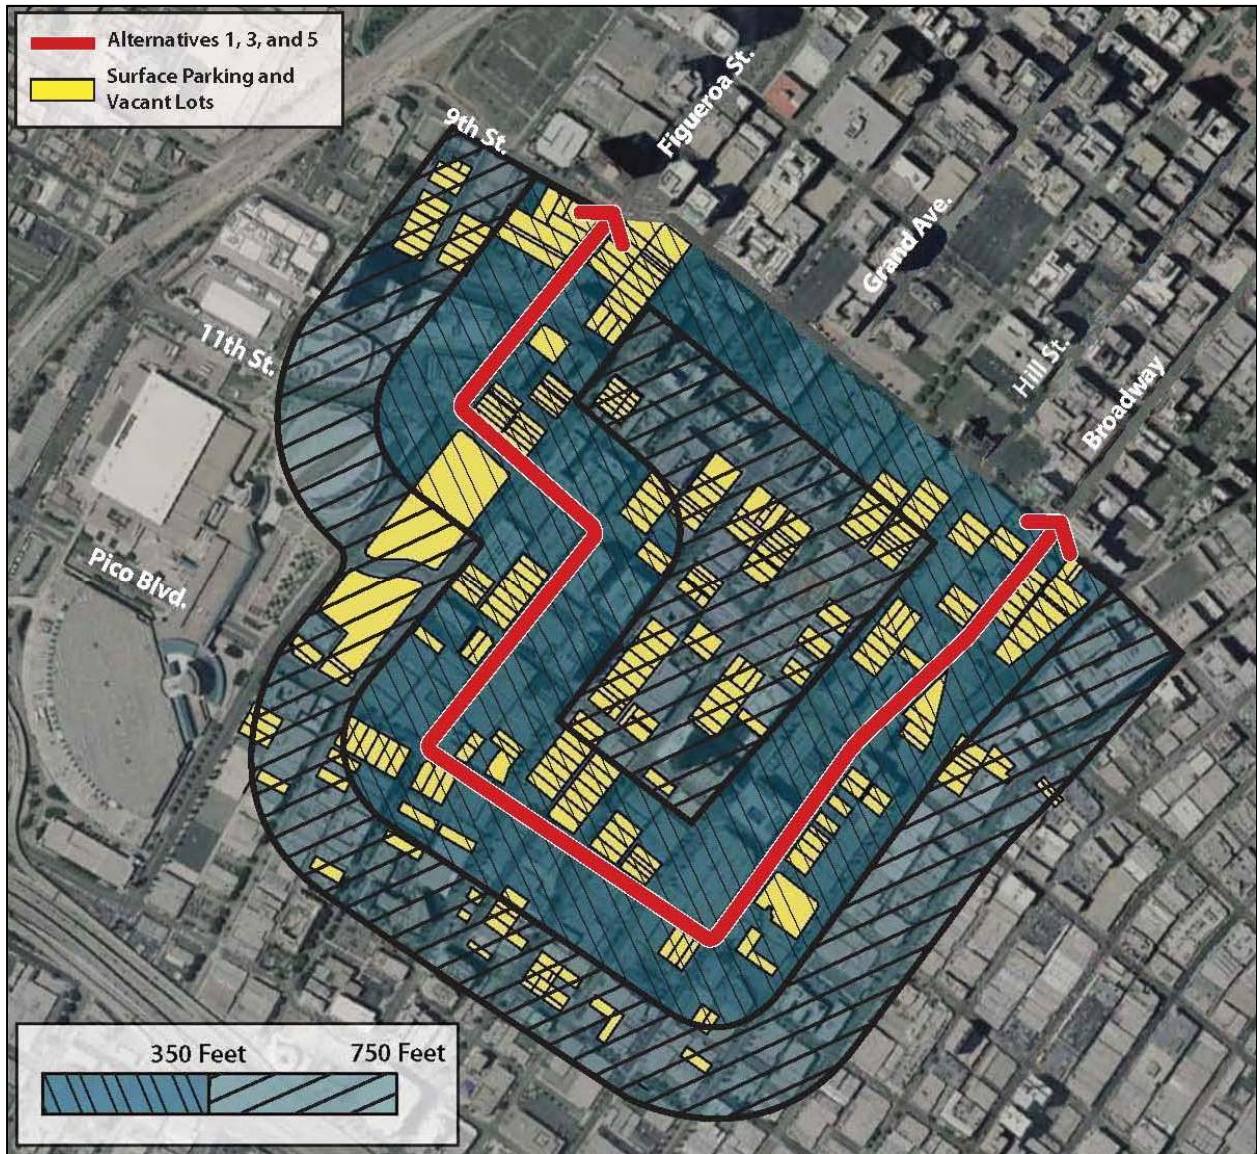 Alternatives 1, 3, and 5
Surface Parking and
Vacant Lots
9th St.
Figueroa St.
Grand Ave.
11th St.
Hill St.
Broadway
Pico Blvd.
350 Feet
750 Feet